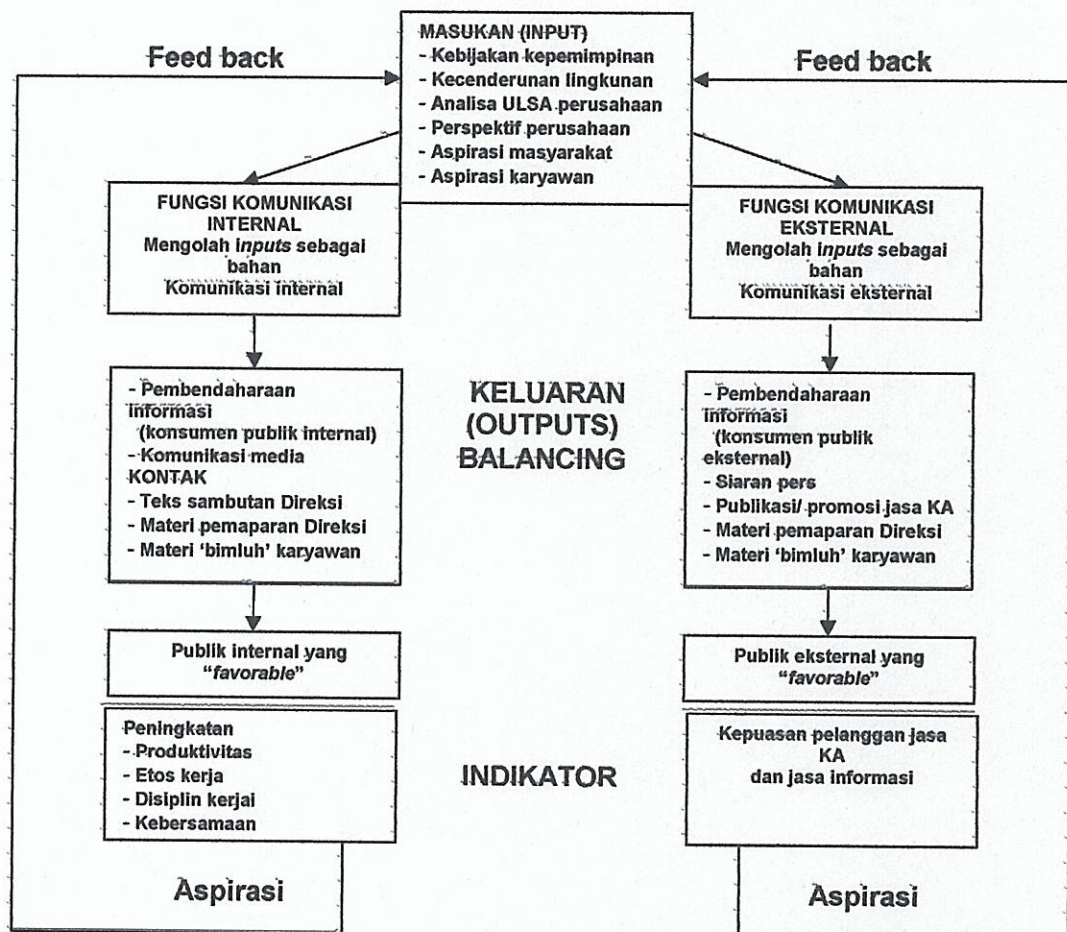 MASUKAN (INPUT)
- Kebijakan kepemimpinan
- Kecenderunan lingkunan
- Analisa ULSA perusahaan
- Perspektif perusahaan
- Aspirasi masyarakat
- Aspirasi karyawan
Feed back
Feed back
FUNGSI KOMUNIKASI
INTERNAL
Mengolah inputs sebagai
bahan
Komunikasi internal
FUNGSI KOMUNIKASI
EKSTERNAL
Mengolah inputs sebagai
bahan
Komunikasi eksternal
- Pembendaharaan
informasi
(konsumen publik internal)
- Komunikasi media
KONTAK
- Teks sambutan Direksi
- Materi pemaparan Direksi
- Materi ‘bimluh’ karyawan
KELUARAN
(OUTPUTS)
BALANCING
- Pembendaharaan
informasi
(konsumen publik
eksternal)
- Siaran pers
- Publikasi/ promosi jasa KA
- Materi pemaparan Direksi
- Materi ‘bimluh’ karyawan
Publik internal yang
“favorable”
Publik eksternal yang
“favorable”
Peningkatan
- Produktivitas
- Etos kerja
- Disiplin kerjai
- Kebersamaan
INDIKATOR
Kepuasan pelanggan jasa
KA
dan jasa informasi
Aspirasi
Aspirasi